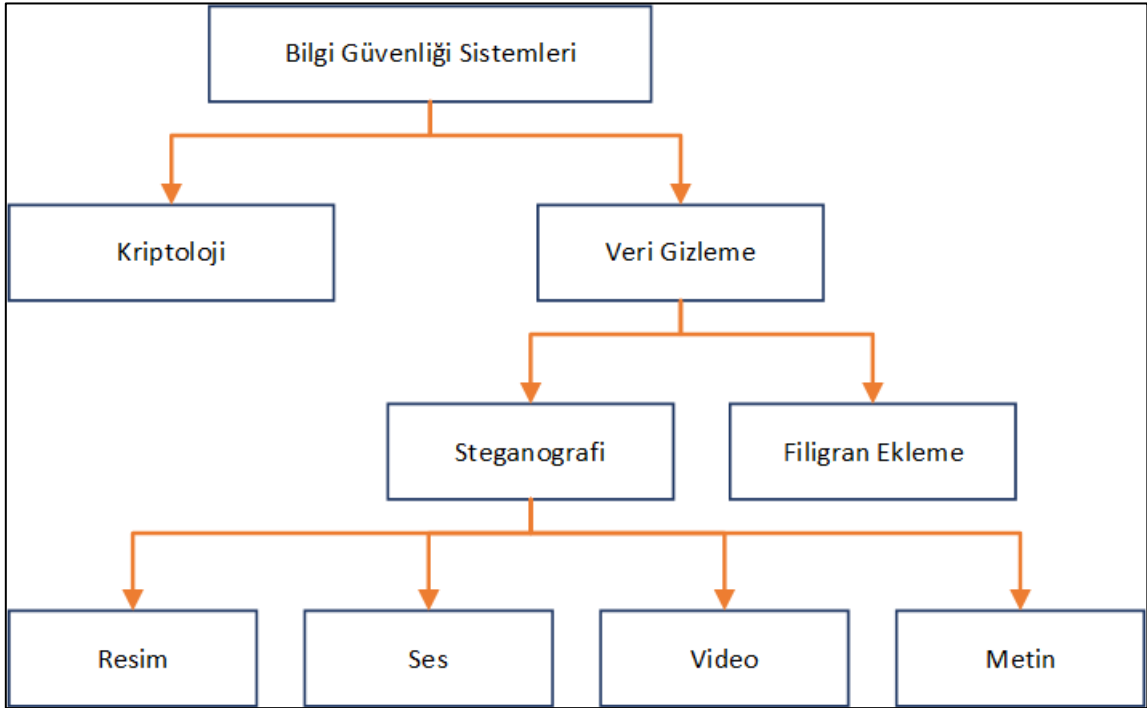 Bilgi Güvenliği Sistemleri
Kriptoloji
Veri Gizleme
Steganografi
Filigran Ekleme
Resim
Ses
Video
Metin